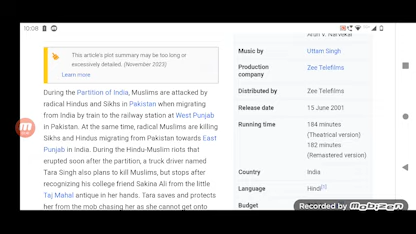 10:08
Arun V. Narvekar
This article's plot summary may be too long or
excessively detailed. (November 2023)
Learn more
During the Partition of India, Muslims are attacked by
radical Hindus and Sikhs in Pakistan when migrating
from India by train to the railway station at West Punjab
in Pakistan. At the same time, radical Muslims are killing
Sikhs and Hindus migrating from Pakistan towards East
Punjab in India. During the Hindu-Muslim riots that
erupted soon after the partition, a truck driver named
Tara Singh also plans to kill Muslims, but stops after
recognizing his college friend Sakina Ali from the little
Taj Mahal antique in her hands. Tara saves and protects
her from the mob chasing her as she cannot get onto
Music by Uttam Singh
Production company Zee Telefilms
Distributed by Zee Telefilms
Release date 15 June 2001
Running time 184 minutes
(Theatrical version)
182 minutes
(Remastered version)
Country India
Language Hindi[1]
Budget
Recorded by MOBIZEN